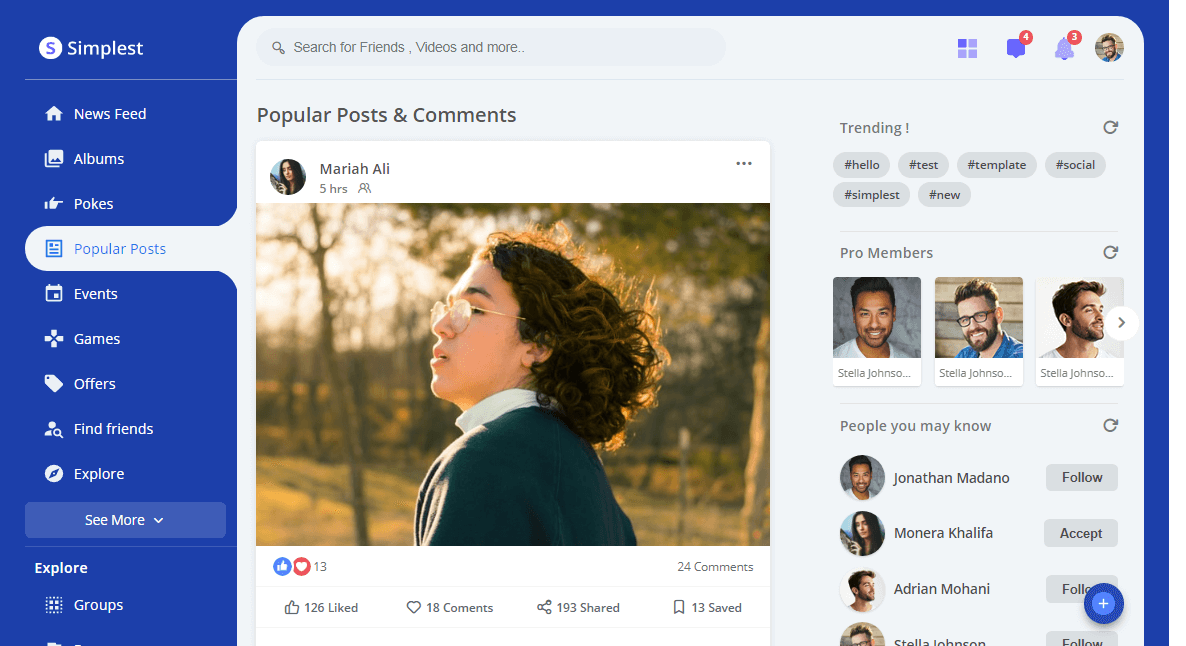 S Simplest
Search for Friends , Videos and more..
4
3
News Feed
Albums
Pokes
Popular Posts
Events
Games
Offers
Find friends
Explore
See More
Explore
Groups
Popular Posts & Comments
Mariah Ali
5 hrs
13
24 Comments
126 Liked
18 Coments
193 Shared
13 Saved
Trending !
#hello #test #template #social
#simplest #new
Pro Members
Stella Johnso... Stella Johnso... Stella Johnso...
People you may know
Jonathan Madano Follow
Monera Khalifa Accept
Adrian Mohani
Stella Johnson Follow